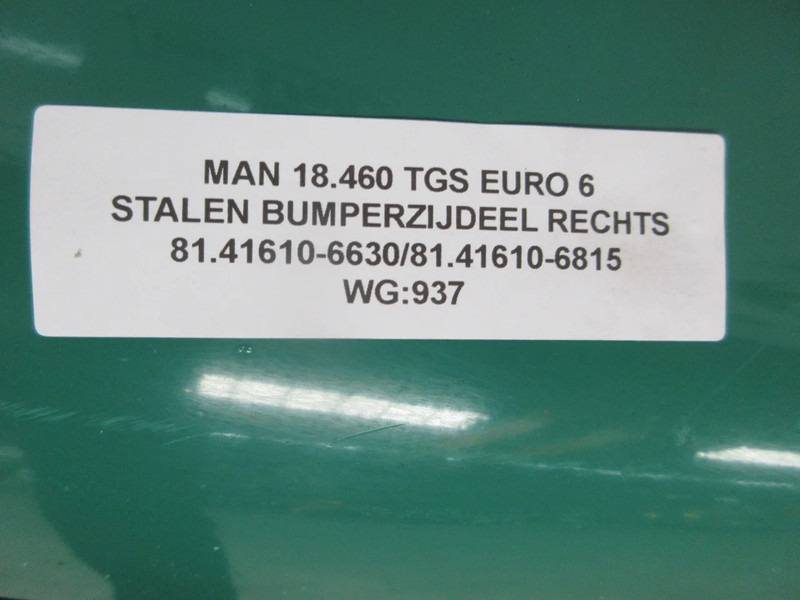 MAN 18.460 TGS EURO 6
STALEN BUMPERZIJDEEL RECHTS
81.41610-6630/81.41610-6815
WG:937